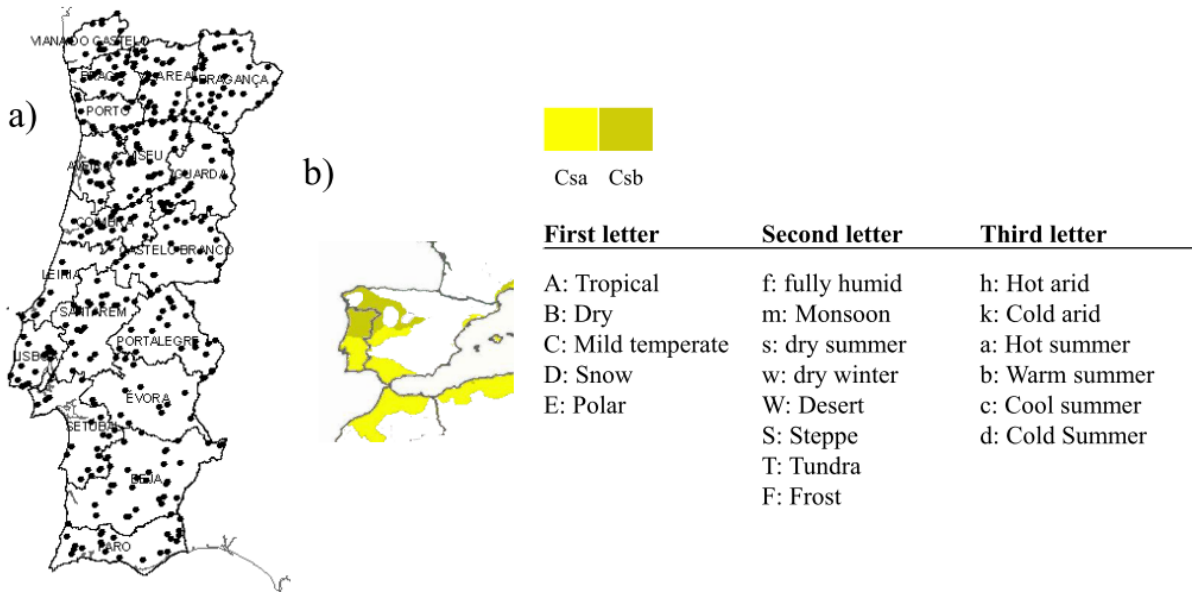 a)
VIANA DO CASTELO
BRAGA
VILA REAL
BRAGANÇA
PORTO
VISEU
AVEIRO
GUARDA
COIMBRA
CASTELO BRANCO
LEIRIA
SANTARÉM
PORTALEGRE
LISBOA
ÉVORA
SETÚBAL
BEJA
FARO
b)
Csa Csb
First letter Second letter Third letter
A: Tropical f: fully humid h: Hot arid
B: Dry m: Monsoon k: Cold arid
C: Mild temperate s: dry summer a: Hot summer
D: Snow w: dry winter b: Warm summer
E: Polar W: Desert c: Cool summer
S: Steppe d: Cold Summer
T: Tundra
F: Frost